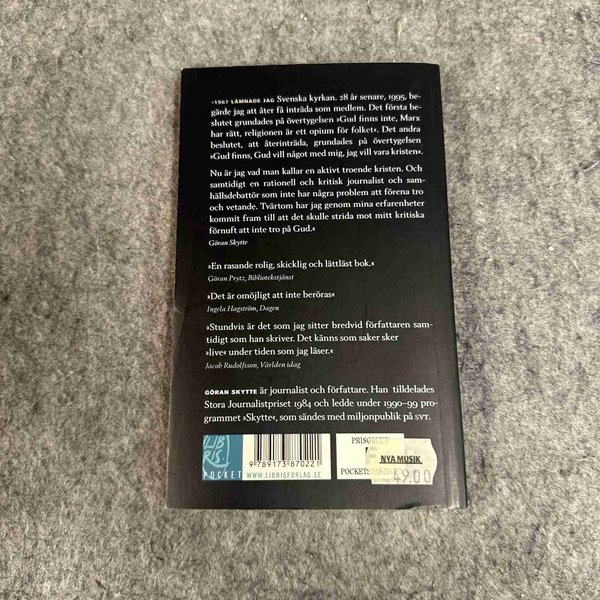 »1967 LÄMNADE JAG Svenska kyrkan. 28 år senare, 1995, be-
gärde jag att åter få inträda som medlem. Det första be-
slutet grundades på övertygelsen »Gud finns inte, Marx
har rätt, religionen är ett opium för folket«. Det andra
beslutet, att återinträda, grundades på övertygelsen
»Gud finns, Gud vill något med mig, jag vill vara kristen«.
Nu är jag vad man kallar en aktivt troende kristen. Och
samtidigt en rationell och kritisk journalist och sam-
hällsdebattör som inte har några problem att förena tro
och vetande. Tvärtom har jag genom mina erfarenheter
kommit fram till att det skulle strida mot mitt kritiska
förnuft att inte tro på Gud.«
Göran Skytte
»En rasande rolig, skicklig och lättläst bok.«
Göran Prytz, Bibliotekstjänst
»Det är omöjligt att inte beröras«
Ingela Hagström, Dagen
»Stundvis är det som jag sitter bredvid författaren sam-
tidigt som han skriver. Det känns som saker sker
»live« under tiden som jag läser.«
Jacob Rudolfsson, Världen idag
GÖRAN SKYTTE är journalist och författare. Han tilldelades
Stora Journalistpriset 1984 och ledde under 1990–99 pro-
grammet »Skytte«, som sändes med miljonpublik på SVT.
LIB
RIS
POCKET
9 789173 870221
WWW.LIBRISFORLAG.SE
PRISGRUPP
NYA MUSIK
49.00